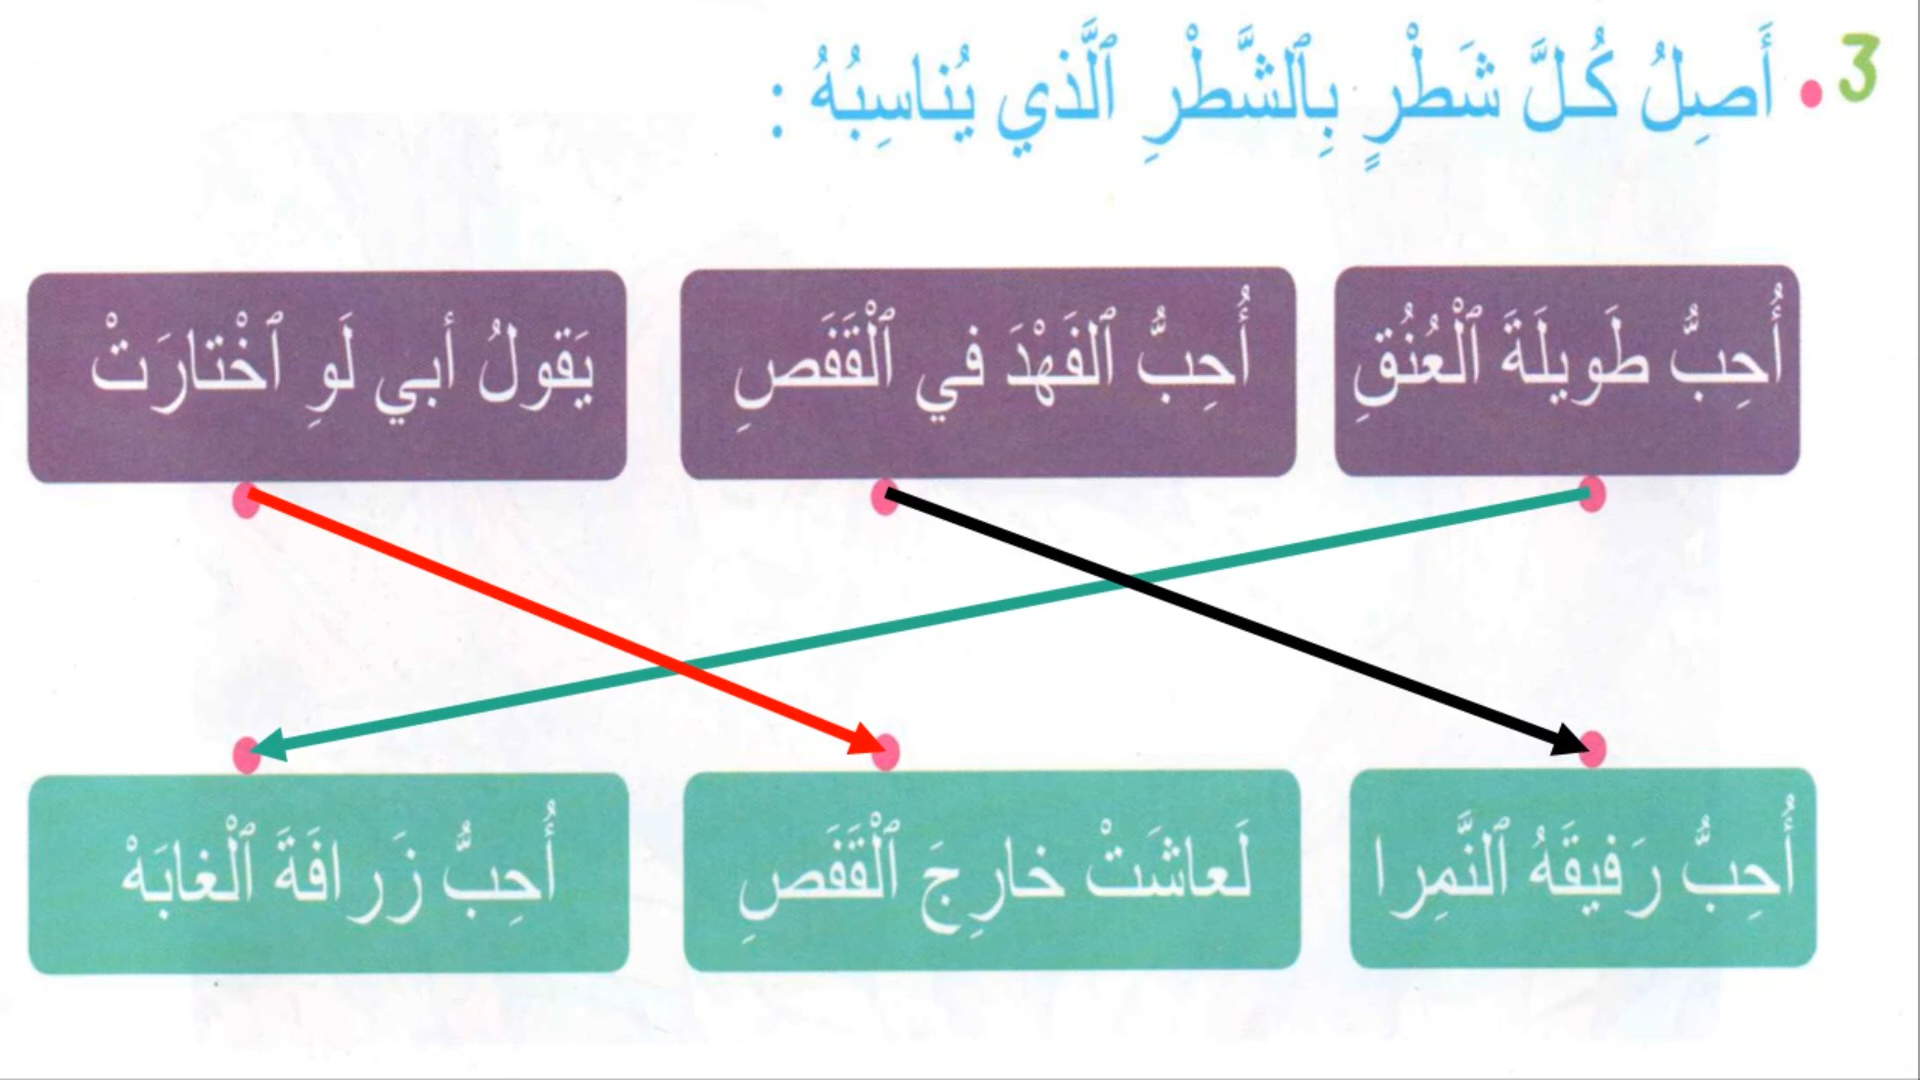 3 • أَصِلُ كُلَّ شَطْرٍ بِٱلشَّطْرِ ٱلَّذي يُناسِبُهُ :
أُحِبُّ طَويلَةَ ٱلْعُنُقِ
أُحِبُّ ٱلفَهْدَ في ٱلْقَفَصِ
يَقولُ أبي لَوِ ٱخْتارَتْ
أُحِبُّ رَفيقَهُ ٱلنَّمِرا
لَعاشَتْ خارِجَ ٱلْقَفَصِ
أُحِبُّ زَرافَةَ ٱلْغابَهْ